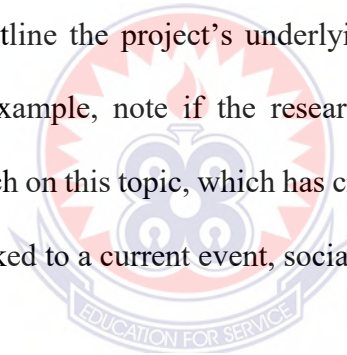 tline the project's underlyi
xample, note if the resear
ch on this topic, which has c
ked to a current event, socia
EDUCATION FOR SERVICE